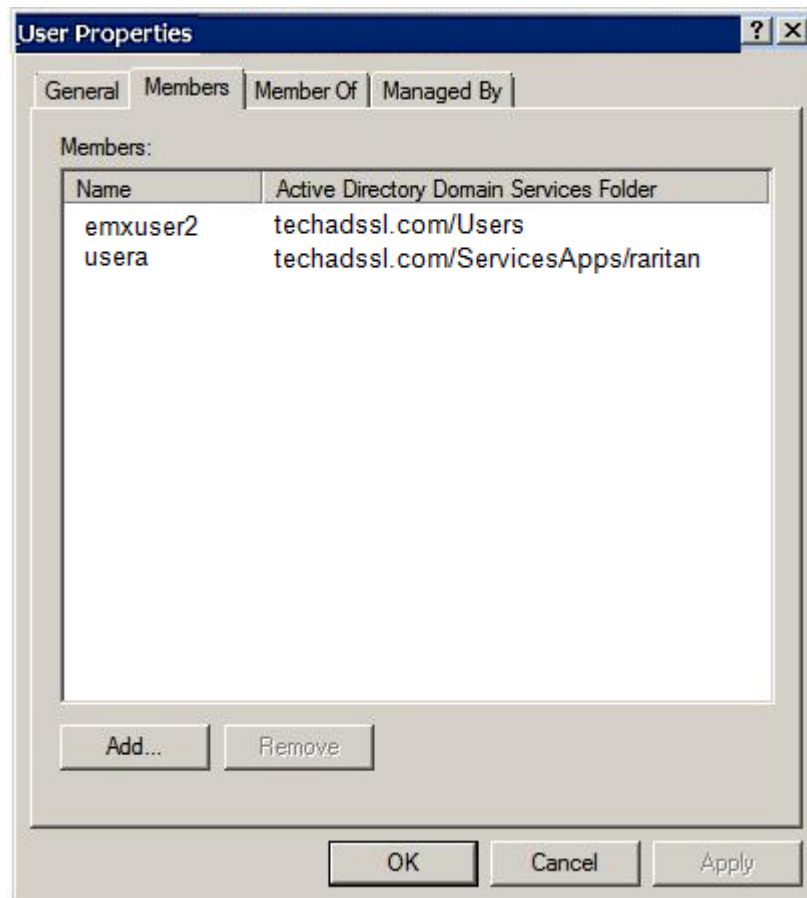 User Properties ? X
General Members Member Of Managed By
Members:
Name Active Directory Domain Services Folder
emxuser2 techadssl.com/Users
usera techadssl.com/ServicesApps/raritan
Add... Remove
OK Cancel Apply